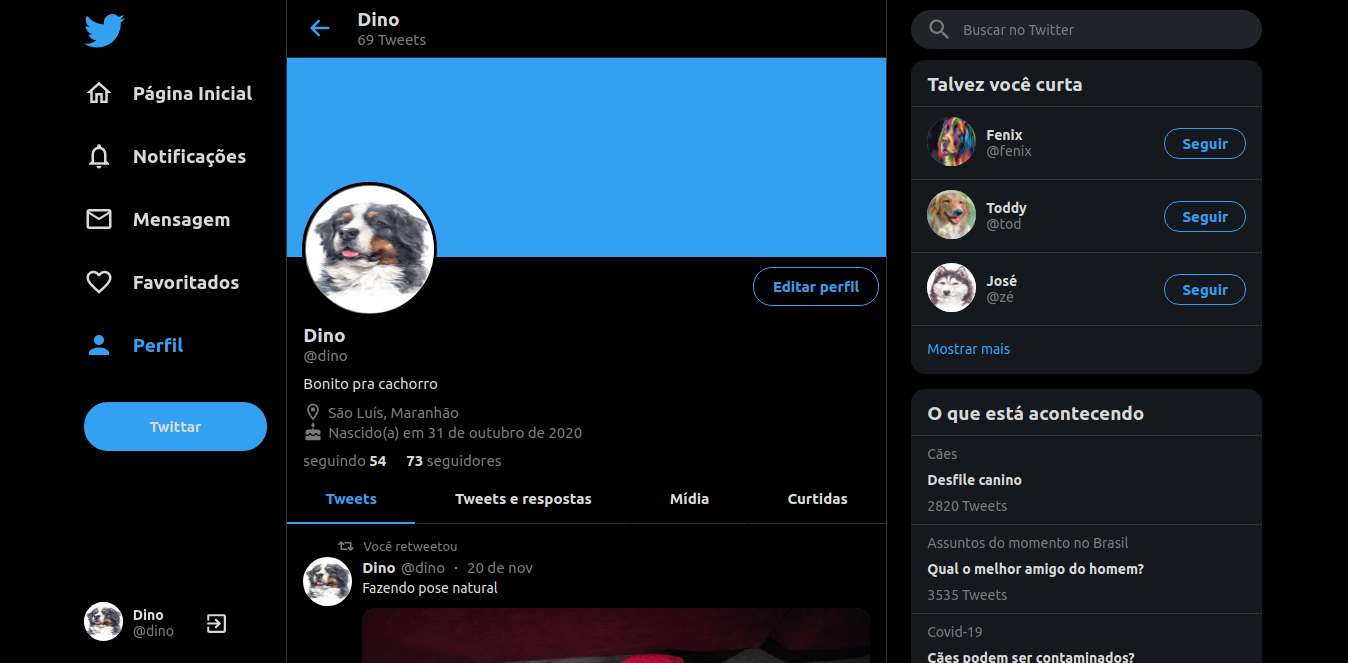 Página Inicial
Notificações
Mensagem
Favoritados
Perfil
Twittar
Dino
@dino
Dino
69 Tweets
Editar perfil
Dino
@dino
Bonito pra cachorro
São Luís, Maranhão
Nascido(a) em 31 de outubro de 2020
seguindo 54 73 seguidores
Tweets Tweets e respostas Mídia Curtidas
Você retweetou
Dino @dino · 20 de nov
Fazendo pose natural
Buscar no Twitter
Talvez você curta
Fenix
@fenix
Seguir
Toddy
@tod
Seguir
José
@zé
Seguir
Mostrar mais
O que está acontecendo
Cães
Desfile canino
2820 Tweets
Assuntos do momento no Brasil
Qual o melhor amigo do homem?
3535 Tweets
Covid-19
Cães podem ser contaminados?